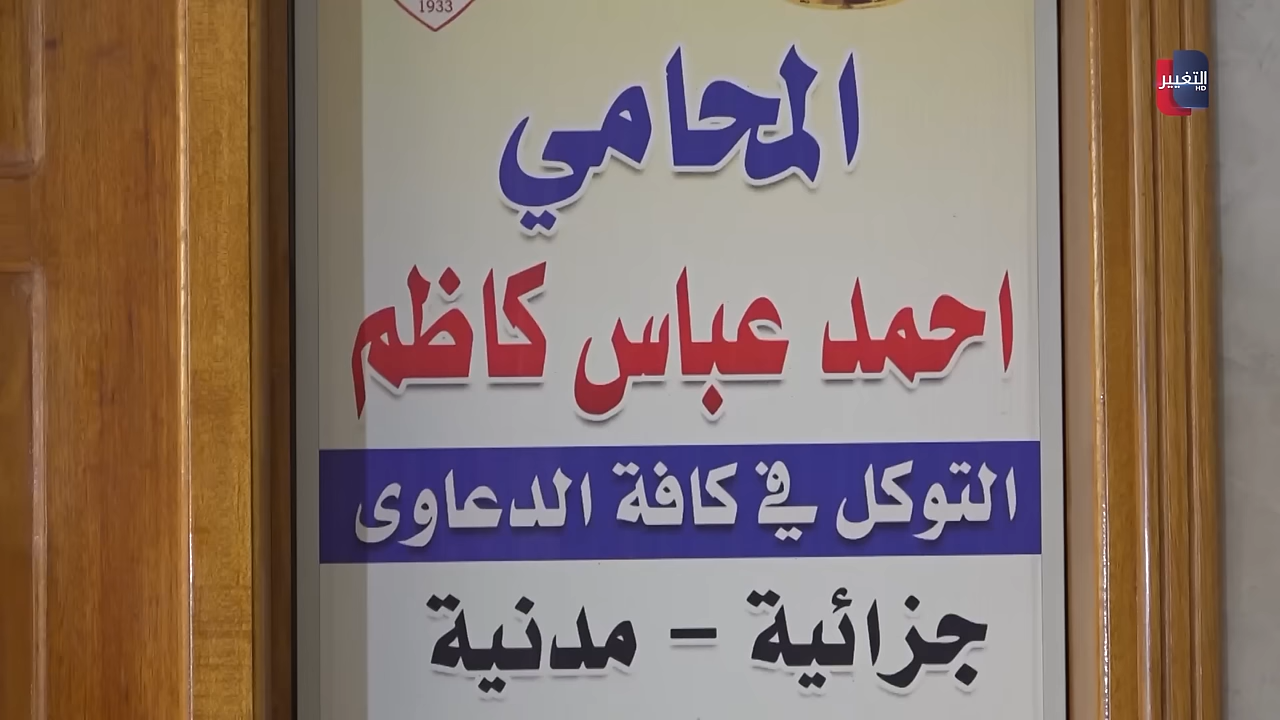 1933
التغيير
HD
المحامي
احمد عباس كاظم
التوكل في كافة الدعاوى
جزائية - مدنية